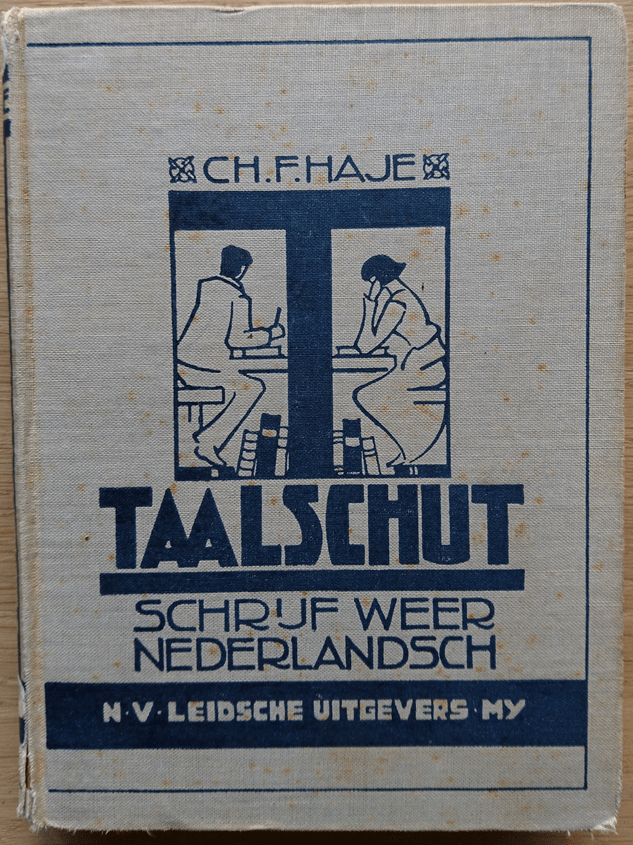 CH.F.HAJE
TAALSCHUT
SCHRIJF WEER
NEDERLANDSCH
N·V·LEIDSCHE UITGEVERS·MY